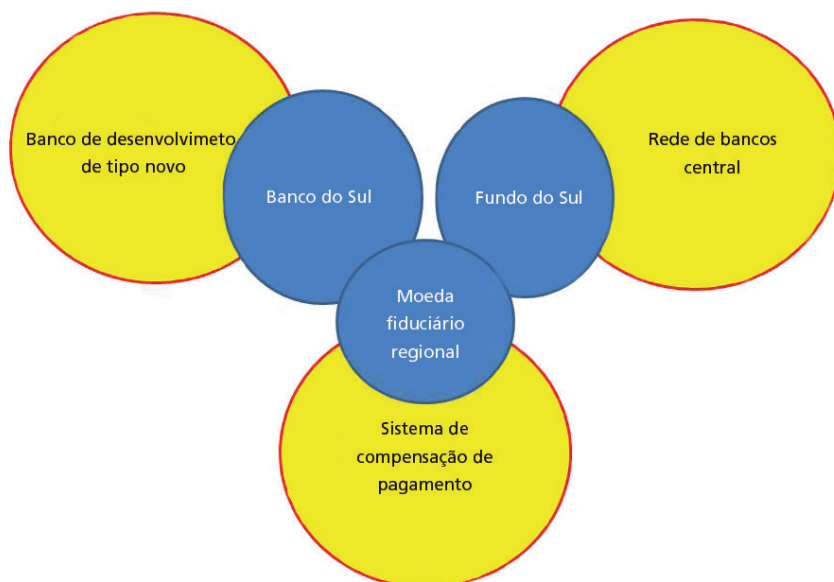 Banco de desenvolvimeto
de tipo novo
Banco do Sul
Fundo do Sul
Rede de bancos
central
Moeda
fiduciário
regional
Sistema de
compensação de
pagamento